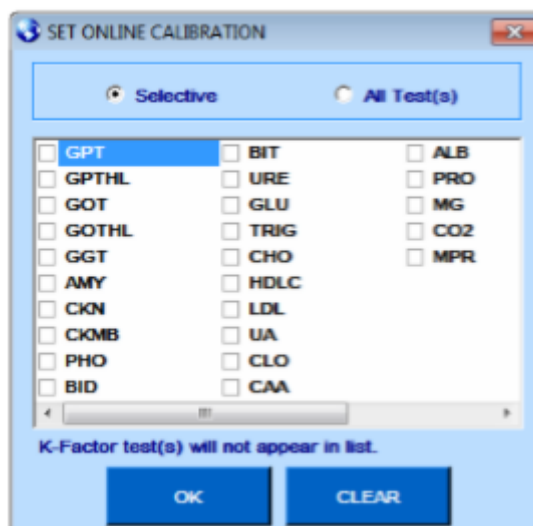 SET ONLINE CALIBRATION
Selective All Test(s)
GPT BIT ALB
GPTHL URE PRO
GOT GLU MG
GOTHL TRIG CO2
GGT CHO MPR
AMY HDLC
CKN LDL
CKMB UA
PHO CLO
BID CAA
K-Factor test(s) will not appear in list.
OK CLEAR